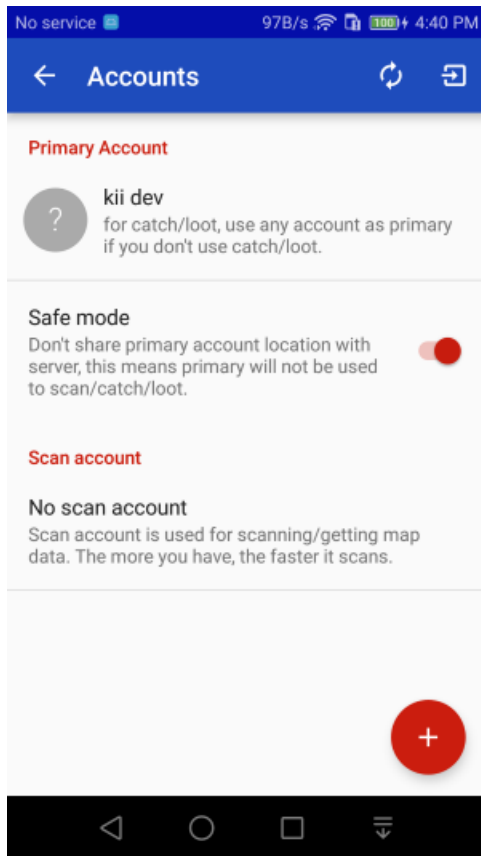 No service 97B/s 100 4:40 PM
Accounts
Primary Account
?
kii dev
for catch/loot, use any account as primary
if you don't use catch/loot.
Safe mode
Don't share primary account location with
server, this means primary will not be used
to scan/catch/loot.
Scan account
No scan account
Scan account is used for scanning/getting map
data. The more you have, the faster it scans.
+